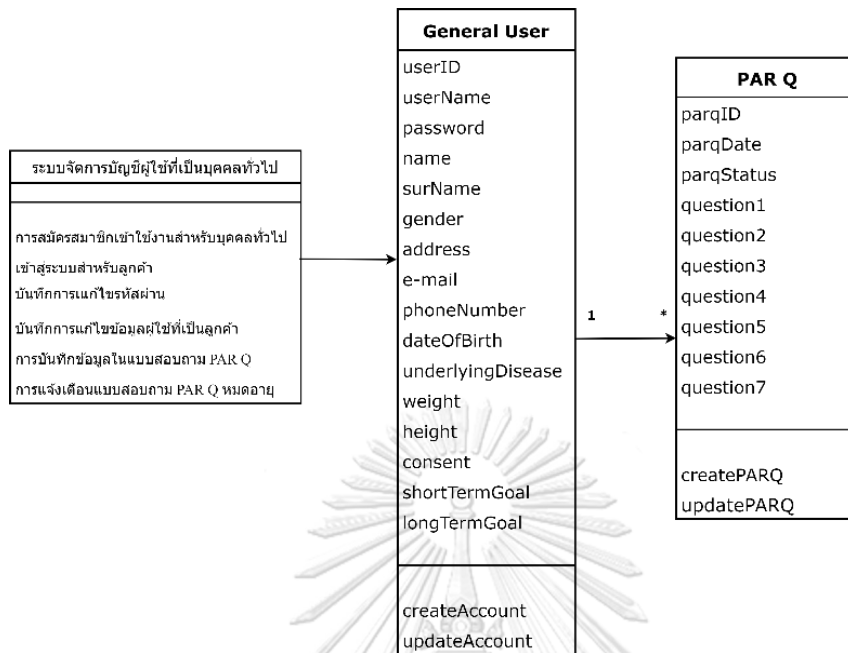 ระบบจัดการบัญชีผู้ใช้ที่เป็นบุคคลทั่วไป
การสมัครสมาชิกเข้าใช้งานสำหรับบุคคลทั่วไป
เข้าสู่ระบบสำหรับลูกค้า
บันทึกการแก้ไขรหัสผ่าน
บันทึกการแก้ไขข้อมูลผู้ใช้ที่เป็นลูกค้า
การบันทึกข้อมูลในแบบสอบถาม PAR Q
การแจ้งเตือนแบบสอบถาม PAR Q หมดอายุ
General User
userID
userName
password
name
surName
gender
address
e-mail
phoneNumber
dateOfBirth
underlyingDisease
weight
height
consent
shortTermGoal
longTermGoal
createAccount
updateAccount
1
*
PAR Q
parqID
parqDate
parqStatus
question1
question2
question3
question4
question5
question6
question7
createPARQ
updatePARQ